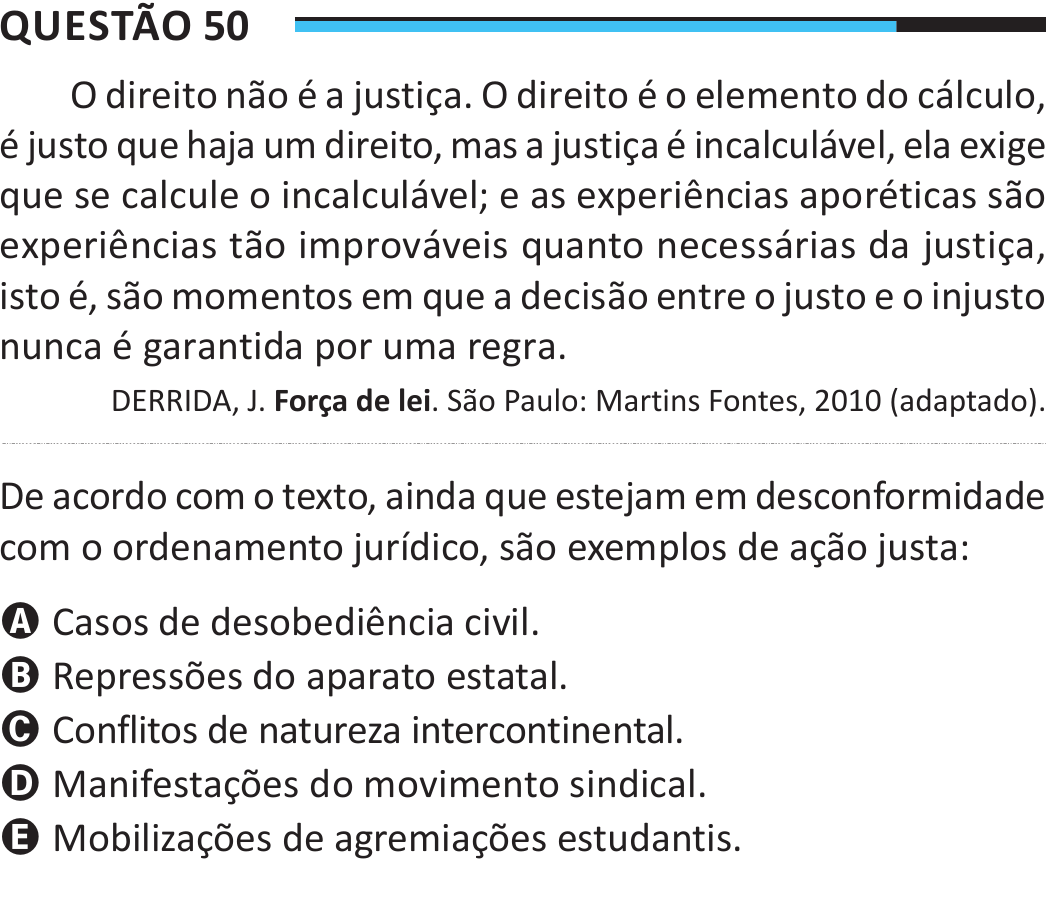 QUESTÃO 50
O direito não é a justiça. O direito é o elemento do cálculo,
é justo que haja um direito, mas a justiça é incalculável, ela exige
que se calcule o incalculável; e as experiências aporéticas são
experiências tão improváveis quanto necessárias da justiça,
isto é, são momentos em que a decisão entre o justo e o injusto
nunca é garantida por uma regra.
DERRIDA, J. Força de lei. São Paulo: Martins Fontes, 2010 (adaptado).
De acordo com o texto, ainda que estejam em desconformidade
com o ordenamento jurídico, são exemplos de ação justa:
A Casos de desobediência civil.
B Repressões do aparato estatal.
C Conflitos de natureza intercontinental.
D Manifestações do movimento sindical.
E Mobilizações de agremiações estudantis.